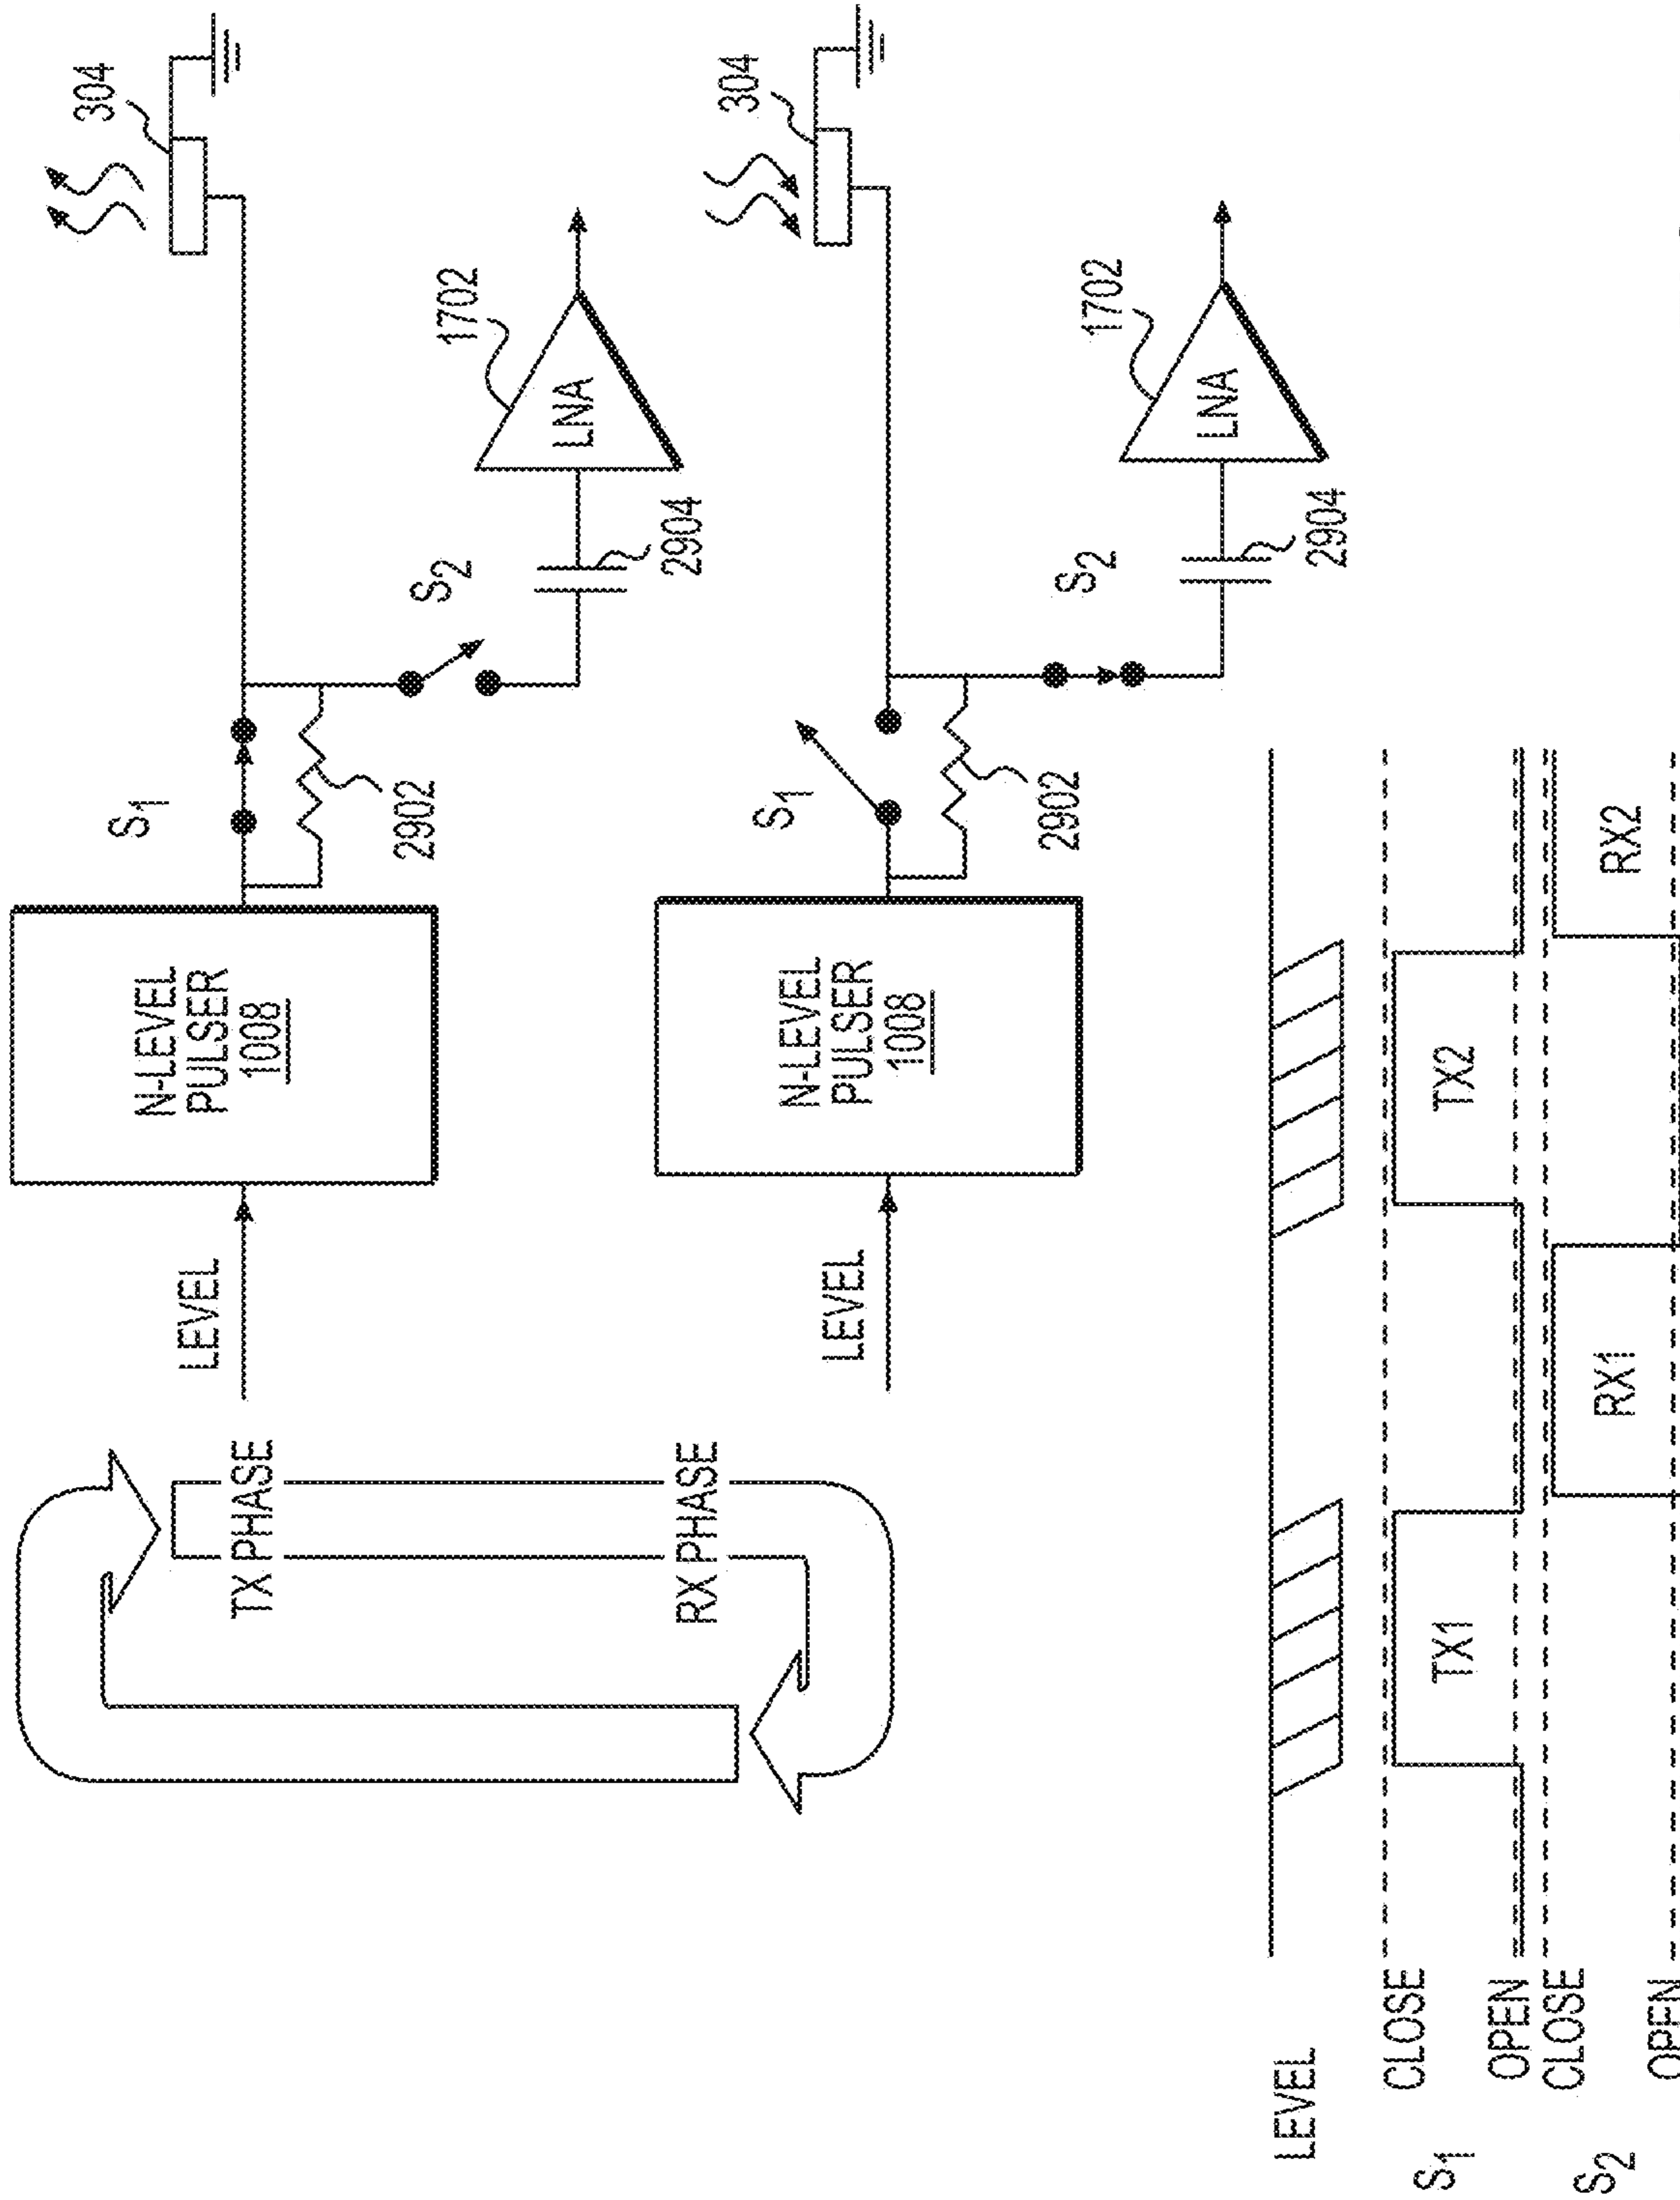 TX PHASE
RX PHASE
LEVEL
N-LEVEL
PULSER
1008
S1
2902
S2
2904
LNA
1702
304
LEVEL
N-LEVEL
PULSER
1008
S1
2902
S2
2904
LNA
1702
304
LEVEL
S1
CLOSE
OPEN
TX1
TX2
S2
CLOSE
OPEN
RX1
RX2